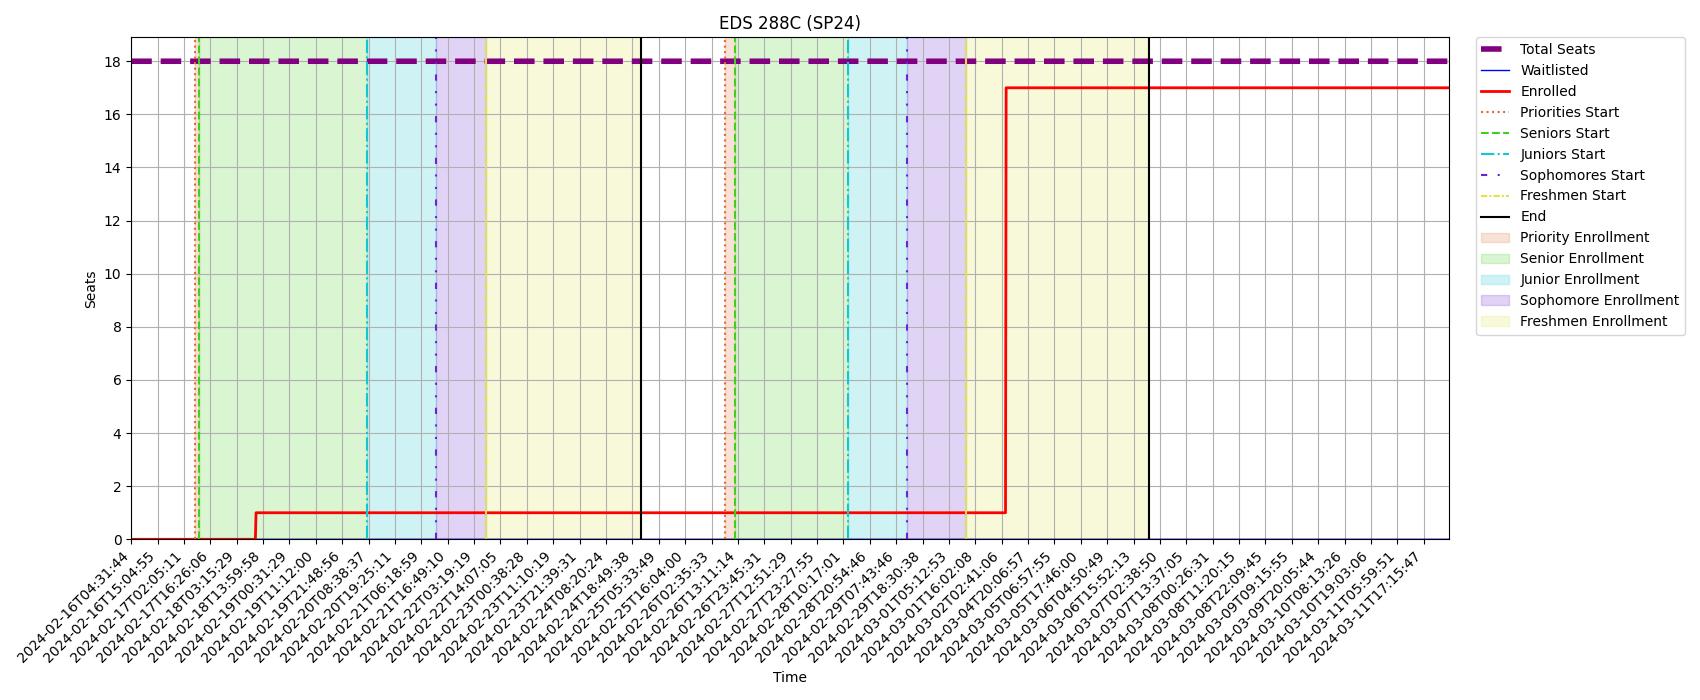 EDS 288C (SP24)
Seats
18
16
14
12
10
8
6
4
2
0
2024-02-16T04:31:44
2024-02-16T15:04:55
2024-02-17T02:05:11
2024-02-17T16:26:06
2024-02-18T03:15:29
2024-02-18T13:59:58
2024-02-19T00:31:29
2024-02-19T11:12:00
2024-02-19T21:48:56
2024-02-20T08:38:37
2024-02-20T19:25:11
2024-02-21T06:18:59
2024-02-21T16:49:10
2024-02-22T03:19:19
2024-02-22T14:07:05
2024-02-23T00:38:28
2024-02-23T11:10:19
2024-02-23T21:39:31
2024-02-24T08:20:24
2024-02-24T18:49:38
2024-02-25T05:33:49
2024-02-25T16:04:00
2024-02-26T02:35:33
2024-02-26T13:11:14
2024-02-26T23:45:31
2024-02-27T12:51:29
2024-02-27T23:27:55
2024-02-28T10:17:01
2024-02-28T20:54:46
2024-02-29T07:43:46
2024-02-29T18:30:38
2024-03-01T05:12:53
2024-03-01T16:02:08
2024-03-02T02:41:06
2024-03-04T20:06:57
2024-03-05T06:57:55
2024-03-05T17:46:00
2024-03-06T04:50:49
2024-03-06T15:52:13
2024-03-07T02:38:50
2024-03-07T13:37:05
2024-03-08T00:26:31
2024-03-08T11:20:15
2024-03-08T22:09:45
2024-03-09T09:15:55
2024-03-09T20:05:44
2024-03-10T08:13:26
2024-03-10T19:03:06
2024-03-11T05:59:51
2024-03-11T17:15:47
Time
Total Seats
Waitlisted
Enrolled
Priorities Start
Seniors Start
Juniors Start
Sophomores Start
Freshmen Start
End
Priority Enrollment
Senior Enrollment
Junior Enrollment
Sophomore Enrollment
Freshmen Enrollment